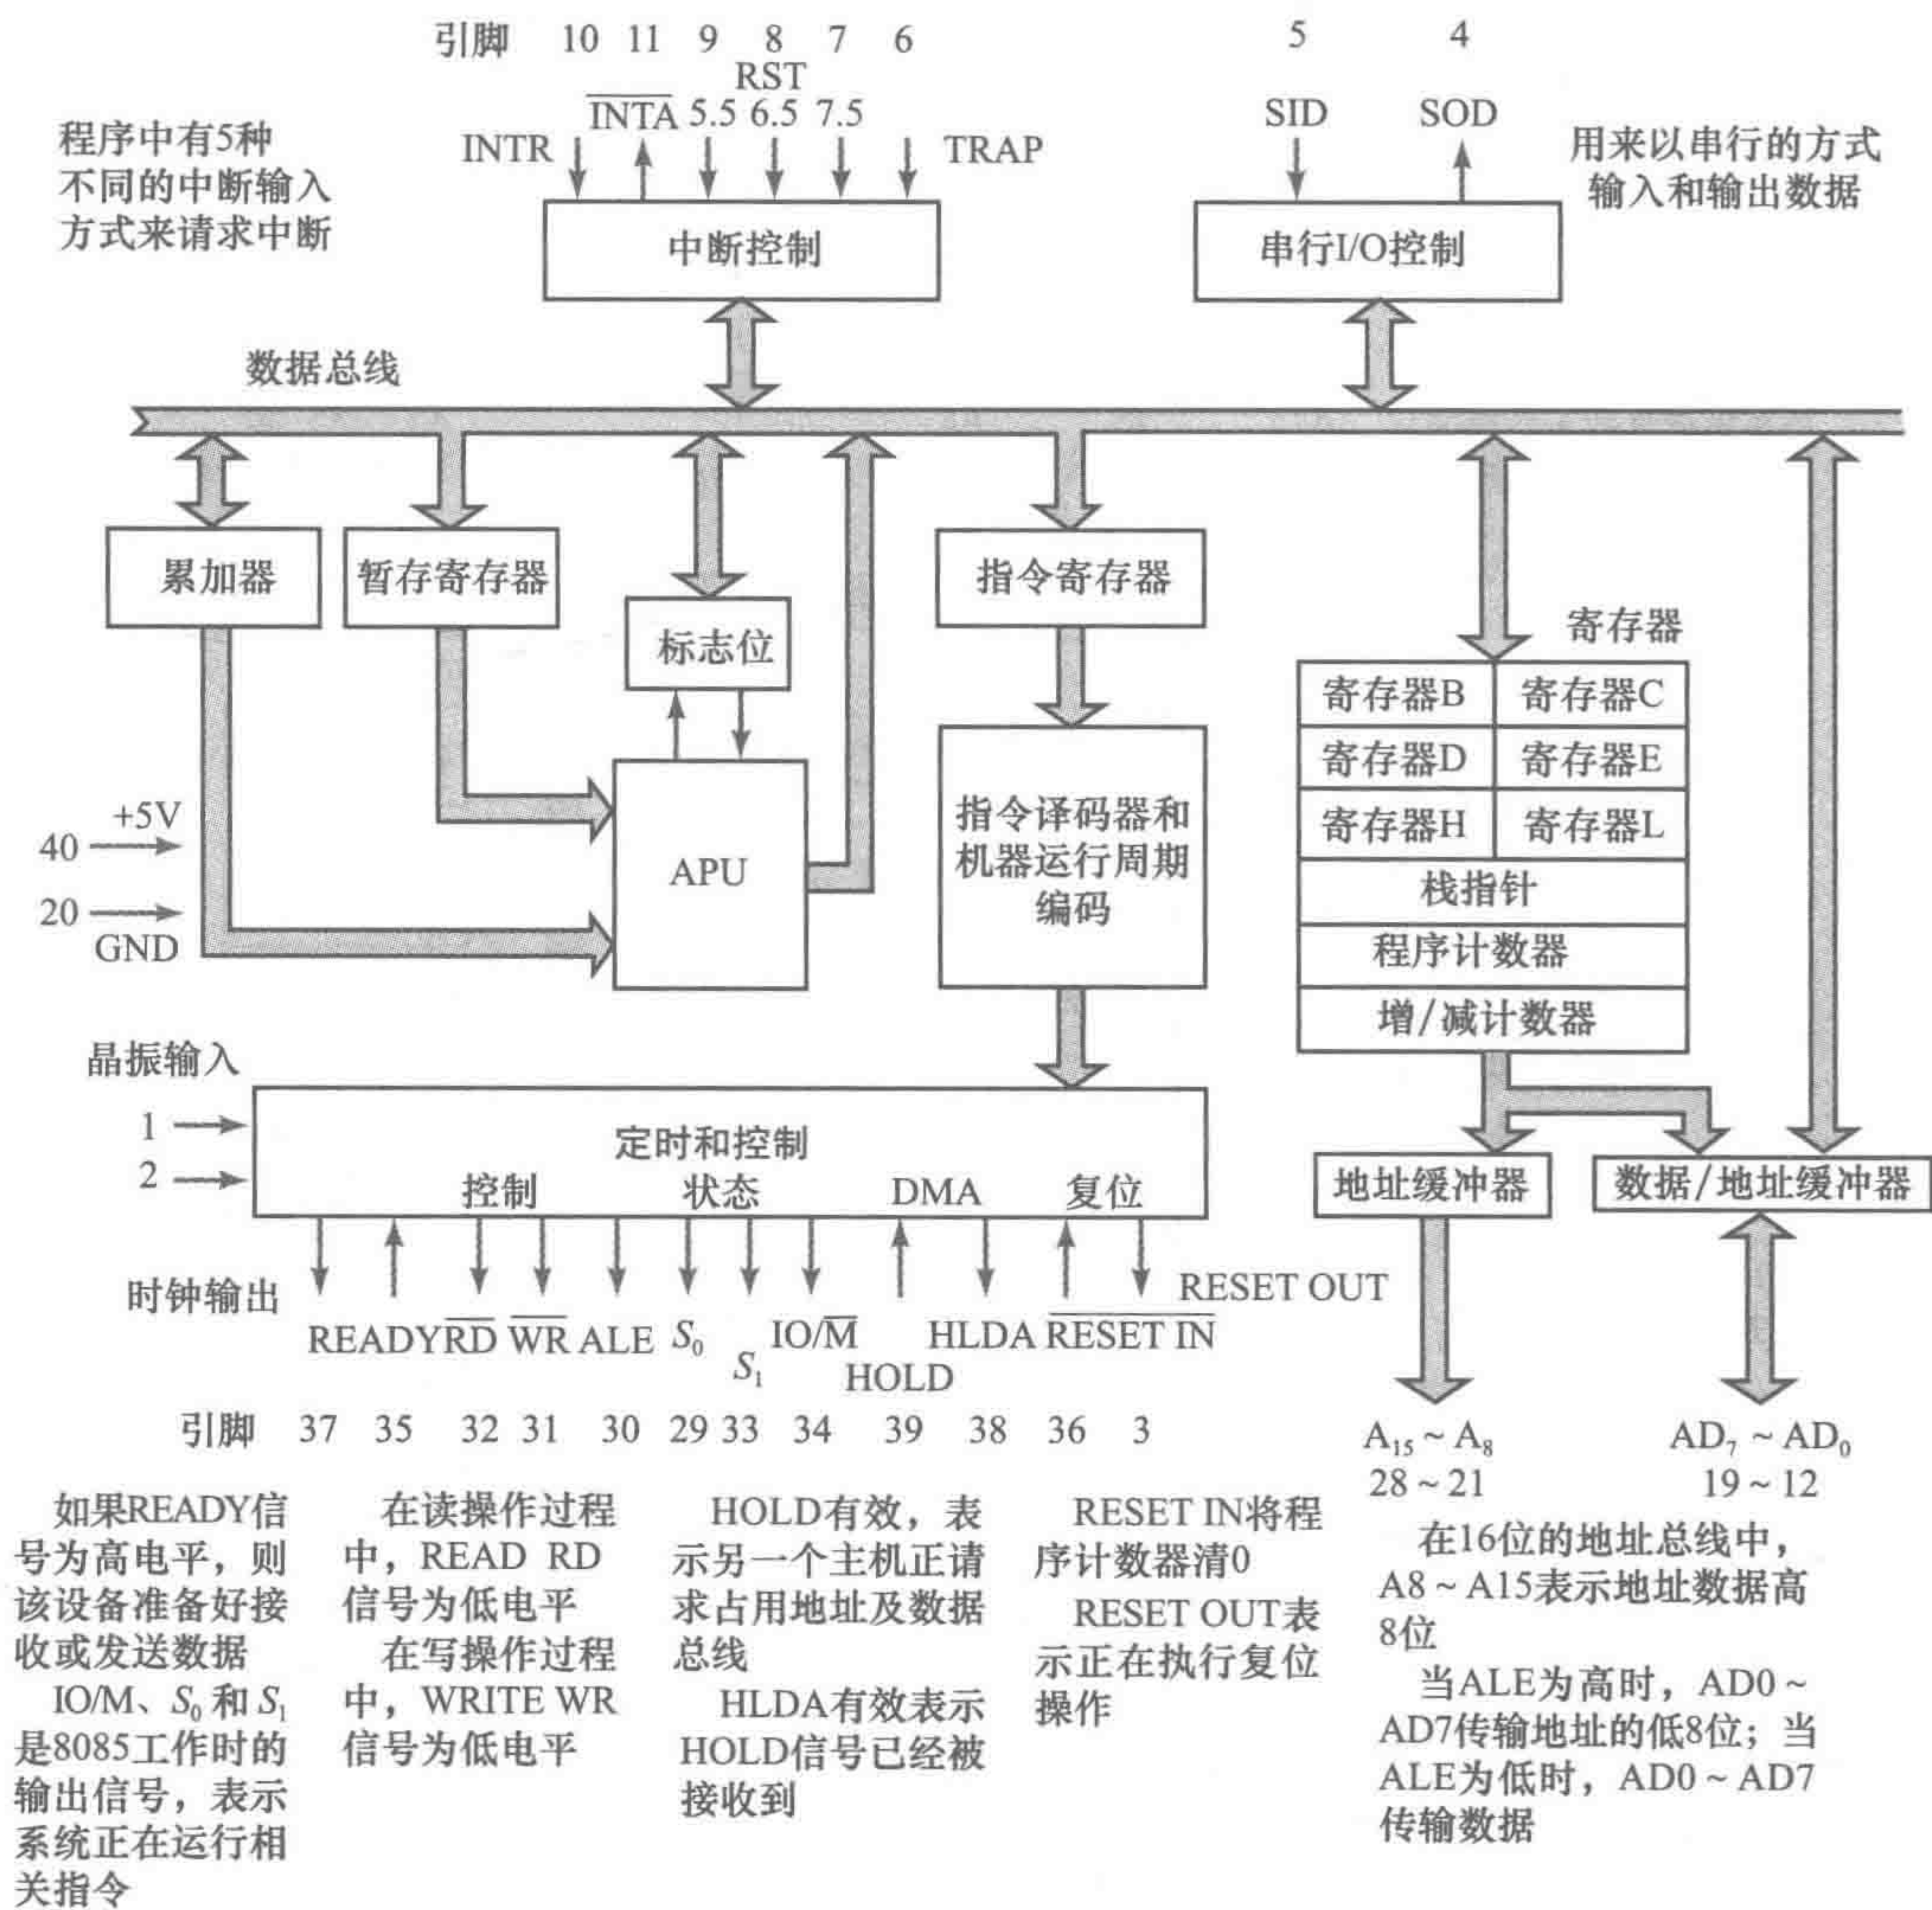 引脚 10 11 9 8 7 6 5 4
RST
INTA 5.5 6.5 7.5
INTR
TRAP
SID
SOD
程序中有5种
不同的中断输入
方式来请求中断
用来以串行的方式
输入和输出数据
中断控制
串行I/O控制
数据总线
累加器
暂存寄存器
标志位
指令寄存器
寄存器
寄存器B 寄存器C
寄存器D 寄存器E
寄存器H 寄存器L
栈指针
程序计数器
增/减计数器
+5V
40
20
GND
APU
指令译码器和
机器运行周期
编码
晶振输入
1
2
定时和控制
控制 状态 DMA 复位
地址缓冲器
数据/地址缓冲器
时钟输出
RESET OUT
READY RD WR ALE S₀ IO/M HLDA RESET IN
S₁ HOLD
引脚 37 35 32 31 30 29 33 34 39 38 36 3
A₁₅ ~ A₈
28 ~ 21
AD₇ ~ AD₀
19 ~ 12
如果READY信
号为高电平，则
该设备准备好接
收或发送数据
IO/M、S₀和S₁
是8085工作时的
输出信号，表示
系统正在运行相
关指令
在读操作过程
中，READ RD
信号为低电平
在写操作过程
中，WRITE WR
信号为低电平
HOLD有效，表
示另一个主机正请
求占用地址及数据
总线
HLDA有效表示
HOLD信号已经被
接收到
RESET IN将程
序计数器清0
RESET OUT表
示正在执行复位
操作
在16位的地址总线中，
A8 ~ A15表示地址数据高
8位
当ALE为高时，AD0 ~
AD7传输地址的低8位；当
ALE为低时，AD0 ~ AD7
传输数据